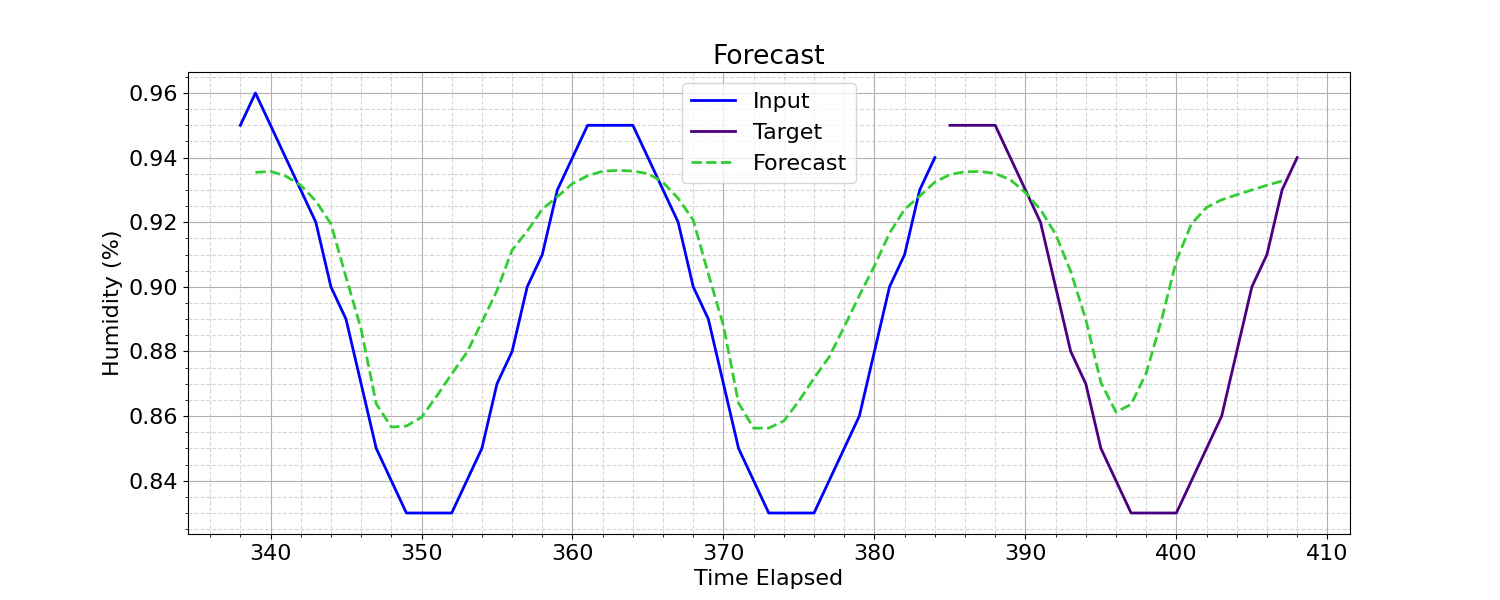 Forecast
0.96
0.94
0.92
0.90
0.88
0.86
0.84
Humidity (%)
Input
Target
Forecast
340 350 360 370 380 390 400 410
Time Elapsed